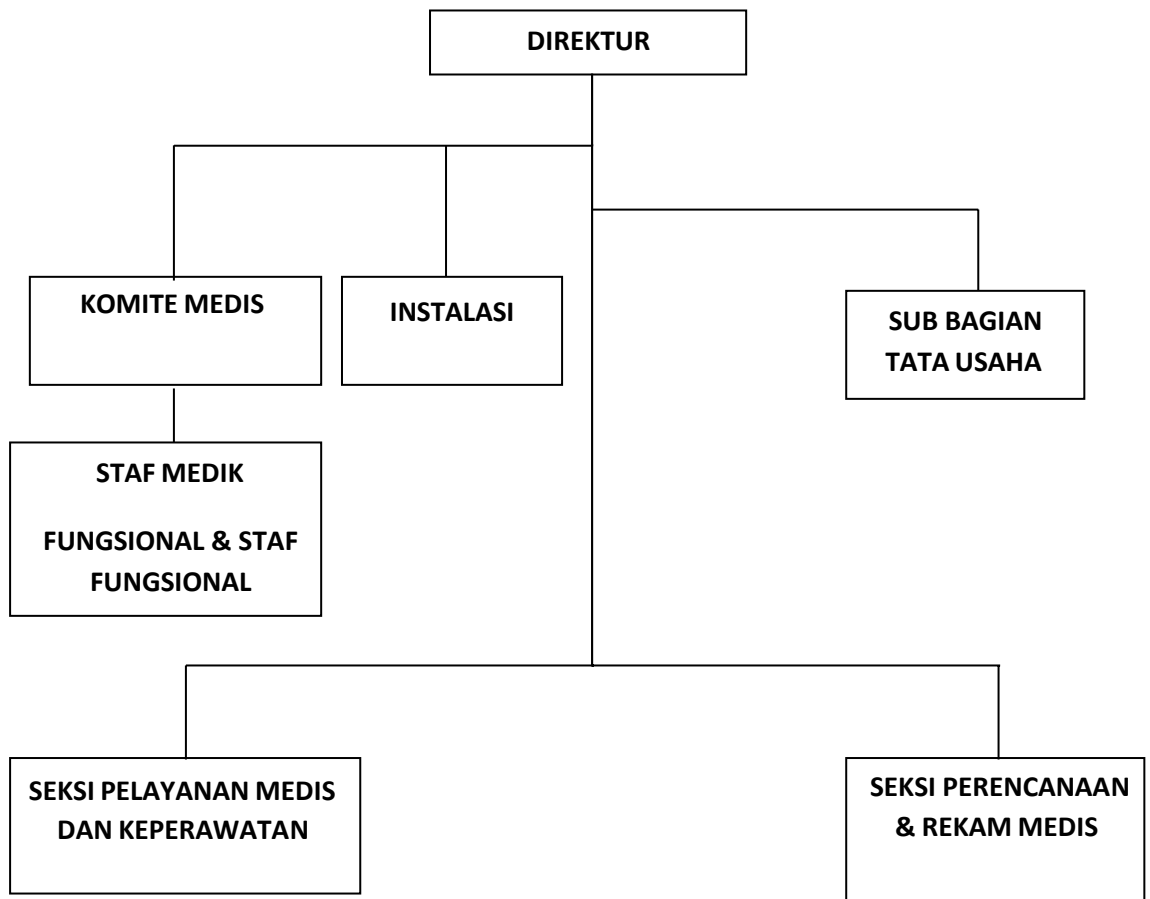 DIREKTUR
KOMITE MEDIS
INSTALASI
SUB BAGIAN
TATA USAHA
STAF MEDIK
FUNGSIONAL & STAF
FUNGSIONAL
SEKSI PELAYANAN MEDIS
DAN KEPERAWATAN
SEKSI PERENCANAAN
& REKAM MEDIS